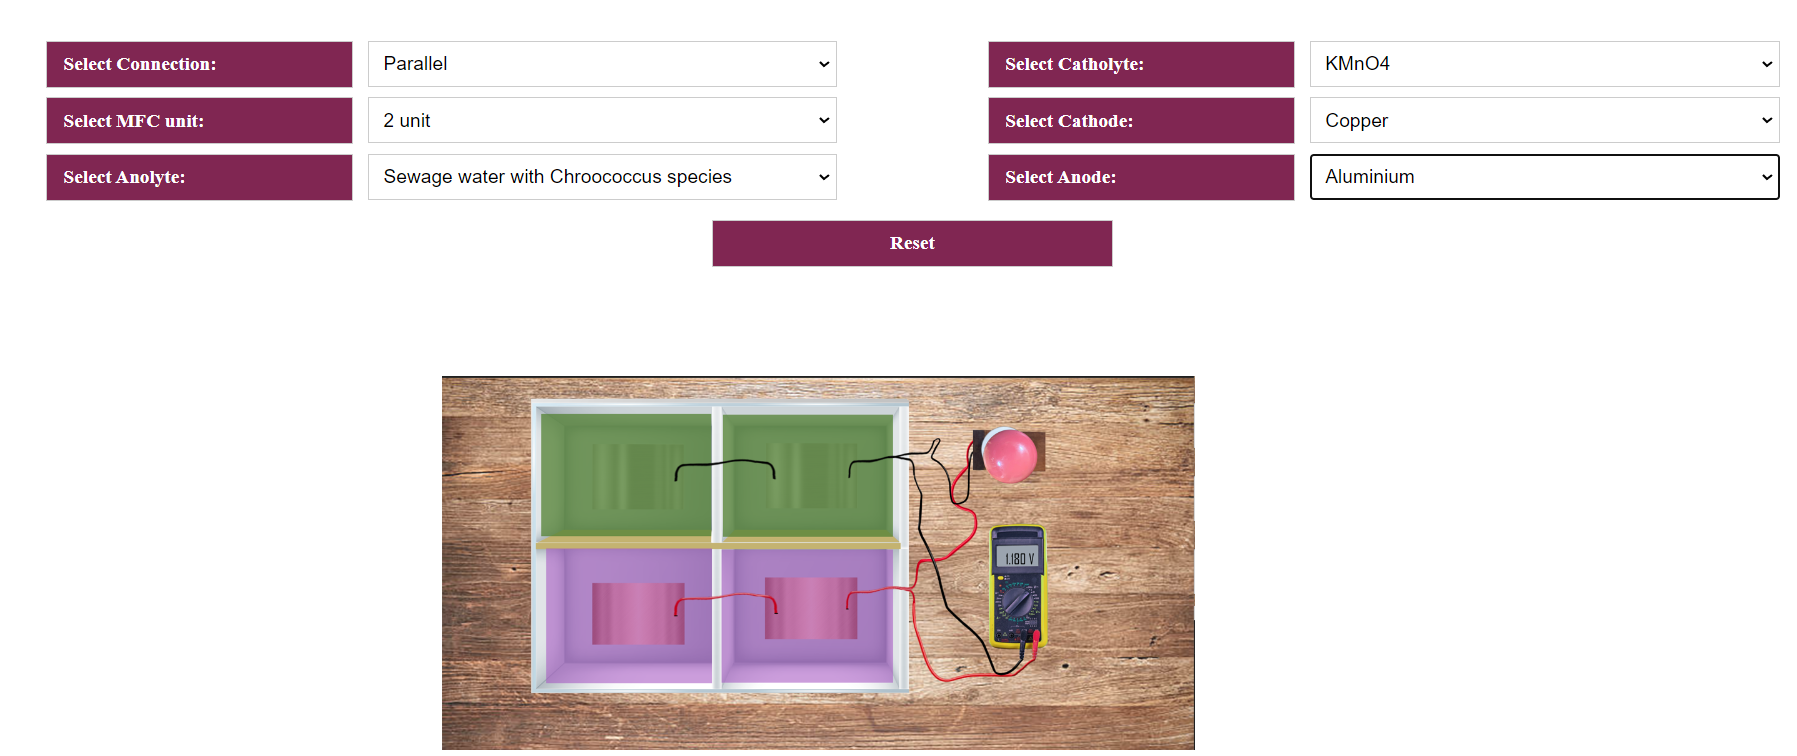 Select Connection: Parallel
Select Catholyte: KMnO4
Select MFC unit: 2 unit
Select Cathode: Copper
Select Anolyte: Sewage water with Chroococcus species
Select Anode: Aluminium
Reset
1.180 V